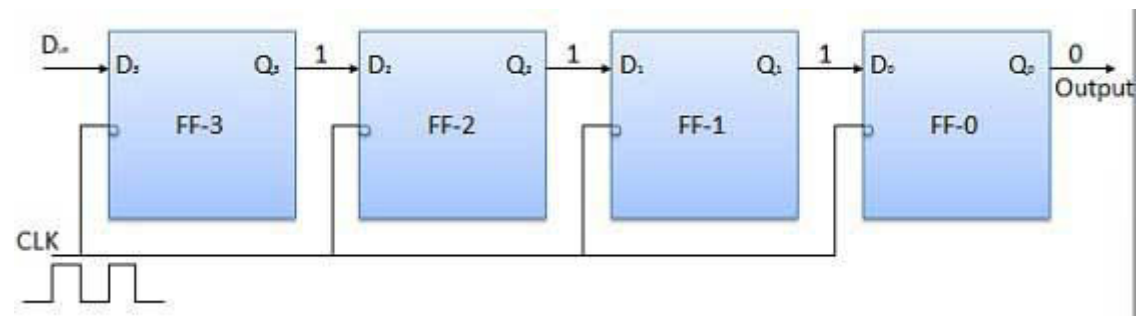 Dᵢₙ
D₃ Q₃ 1 D₂ Q₂ 1 D₁ Q₁ 1 D₀ Q₀ 0
Output
FF-3 FF-2 FF-1 FF-0
CLK